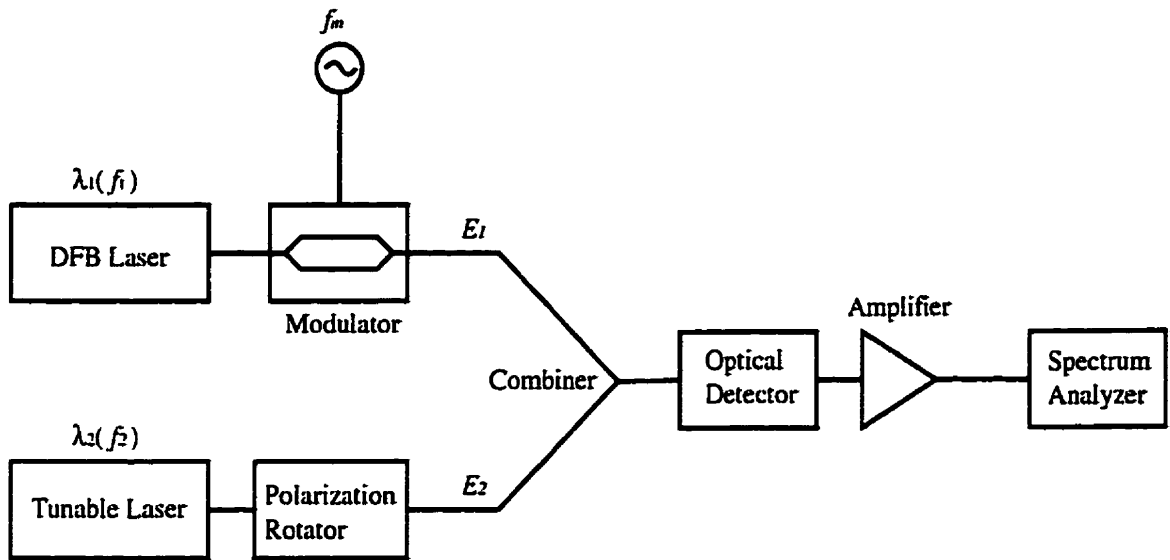 fm
λ1(f1)
DFB Laser
Modulator
E1
Combiner
Optical
Detector
Amplifier
Spectrum
Analyzer
λ2(f2)
Tunable Laser
Polarization
Rotator
E2